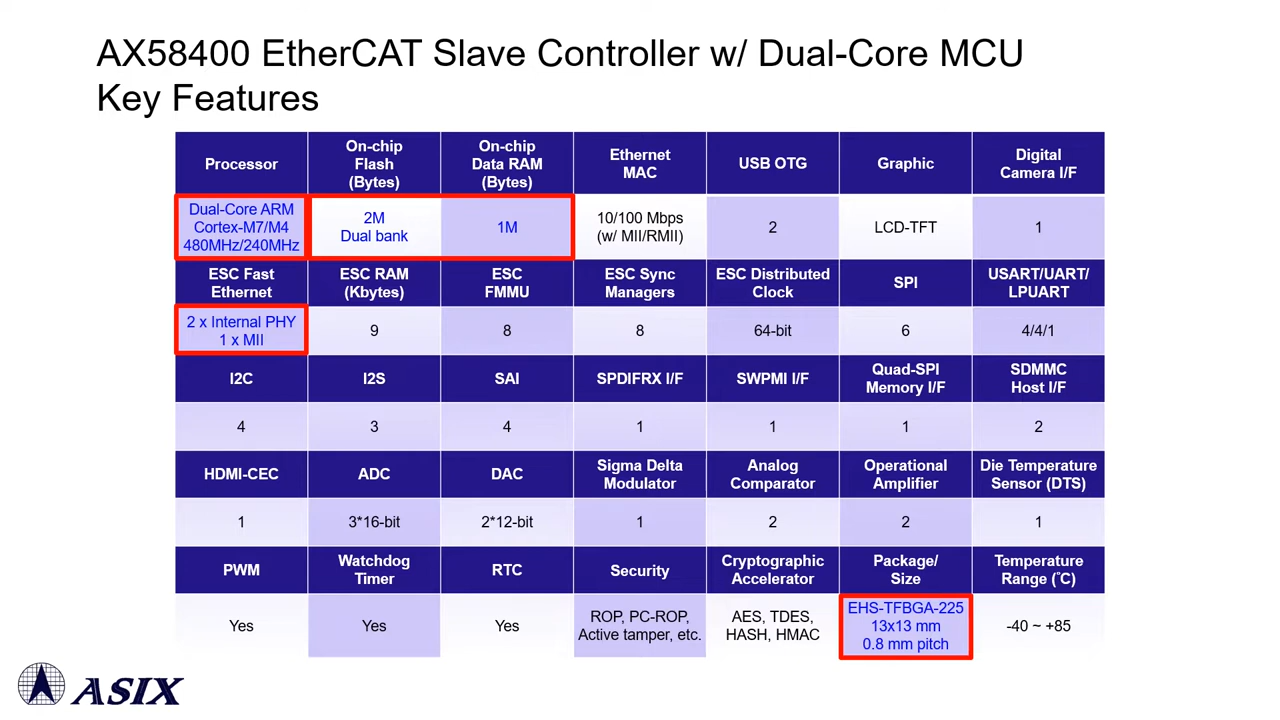 AX58400 EtherCAT Slave Controller w/ Dual-Core MCU
Key Features
Processor
On-chip
Flash
(Bytes)
On-chip
Data RAM
(Bytes)
Ethernet
MAC
USB OTG
Graphic
Digital
Camera I/F
Dual-Core ARM
Cortex-M7/M4
480MHz/240MHz
2M
Dual bank
1M
10/100 Mbps
(w/ MII/RMII)
2
LCD-TFT
1
ESC Fast
Ethernet
ESC RAM
(Kbytes)
ESC
FMMU
ESC Sync
Managers
ESC Distributed
Clock
SPI
USART/UART/
LPUART
2 x Internal PHY
1 x MII
9
8
8
64-bit
6
4/4/1
I2C
I2S
SAI
SPDIFRX I/F
SWPMI I/F
Quad-SPI
Memory I/F
SDMMC
Host I/F
4
3
4
1
1
1
2
HDMI-CEC
ADC
DAC
Sigma Delta
Modulator
Analog
Comparator
Operational
Amplifier
Die Temperature
Sensor (DTS)
1
3*16-bit
2*12-bit
1
2
2
1
PWM
Watchdog
Timer
RTC
Security
Cryptographic
Accelerator
Package/
Size
Temperature
Range (℃)
Yes
Yes
Yes
ROP, PC-ROP,
Active tamper, etc.
AES, TDES,
HASH, HMAC
EHS-TFBGA-225
13x13 mm
0.8 mm pitch
-40 ~ +85
ASIX